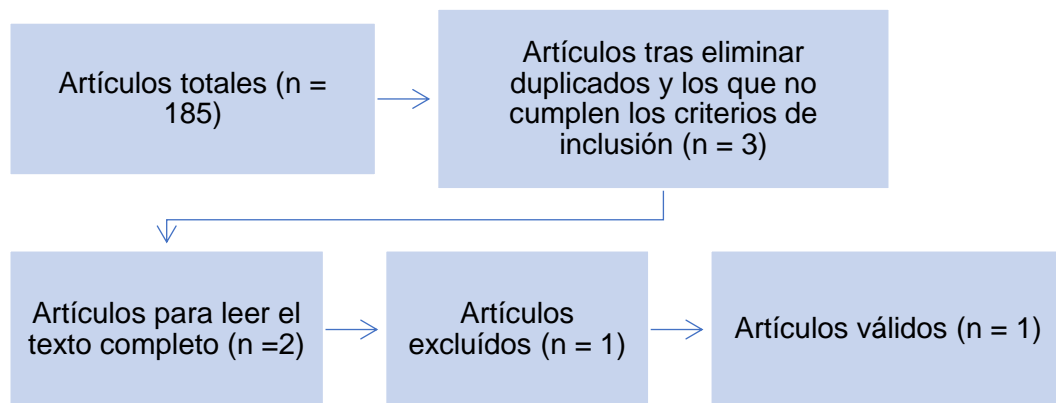 Artículos totales (n =
185)
Artículos tras eliminar
duplicados y los que no
cumplen los criterios de
inclusión (n = 3)
Artículos para leer el
texto completo (n =2)
Artículos
excluídos (n = 1)
Artículos válidos (n = 1)